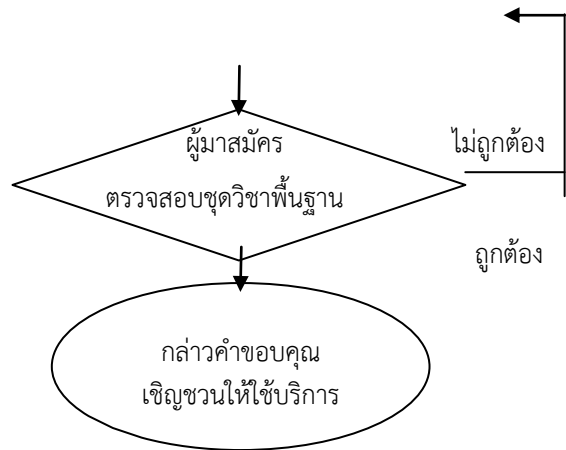 ผู้มาสมัคร
ตรวจสอบชุดวิชาพื้นฐาน
ไม่ถูกต้อง
ถูกต้อง
กล่าวคำขอบคุณ
เชิญชวนให้ใช้บริการ